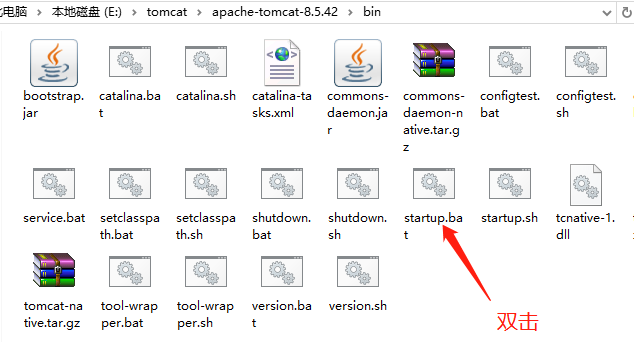 此电脑 > 本地磁盘 (E:) > tomcat > apache-tomcat-8.5.42 > bin
bootstrap.jar
catalina.bat
catalina.sh
catalina-tasks.xml
commons-daemon.jar
commons-daemon-native.tar.gz
configtest.bat
configtest.sh
service.bat
setclasspath.bat
setclasspath.sh
shutdown.bat
shutdown.sh
startup.bat
startup.sh
tcnative-1.dll
tomcat-native.tar.gz
tool-wrapper.bat
tool-wrapper.sh
version.bat
version.sh
双击